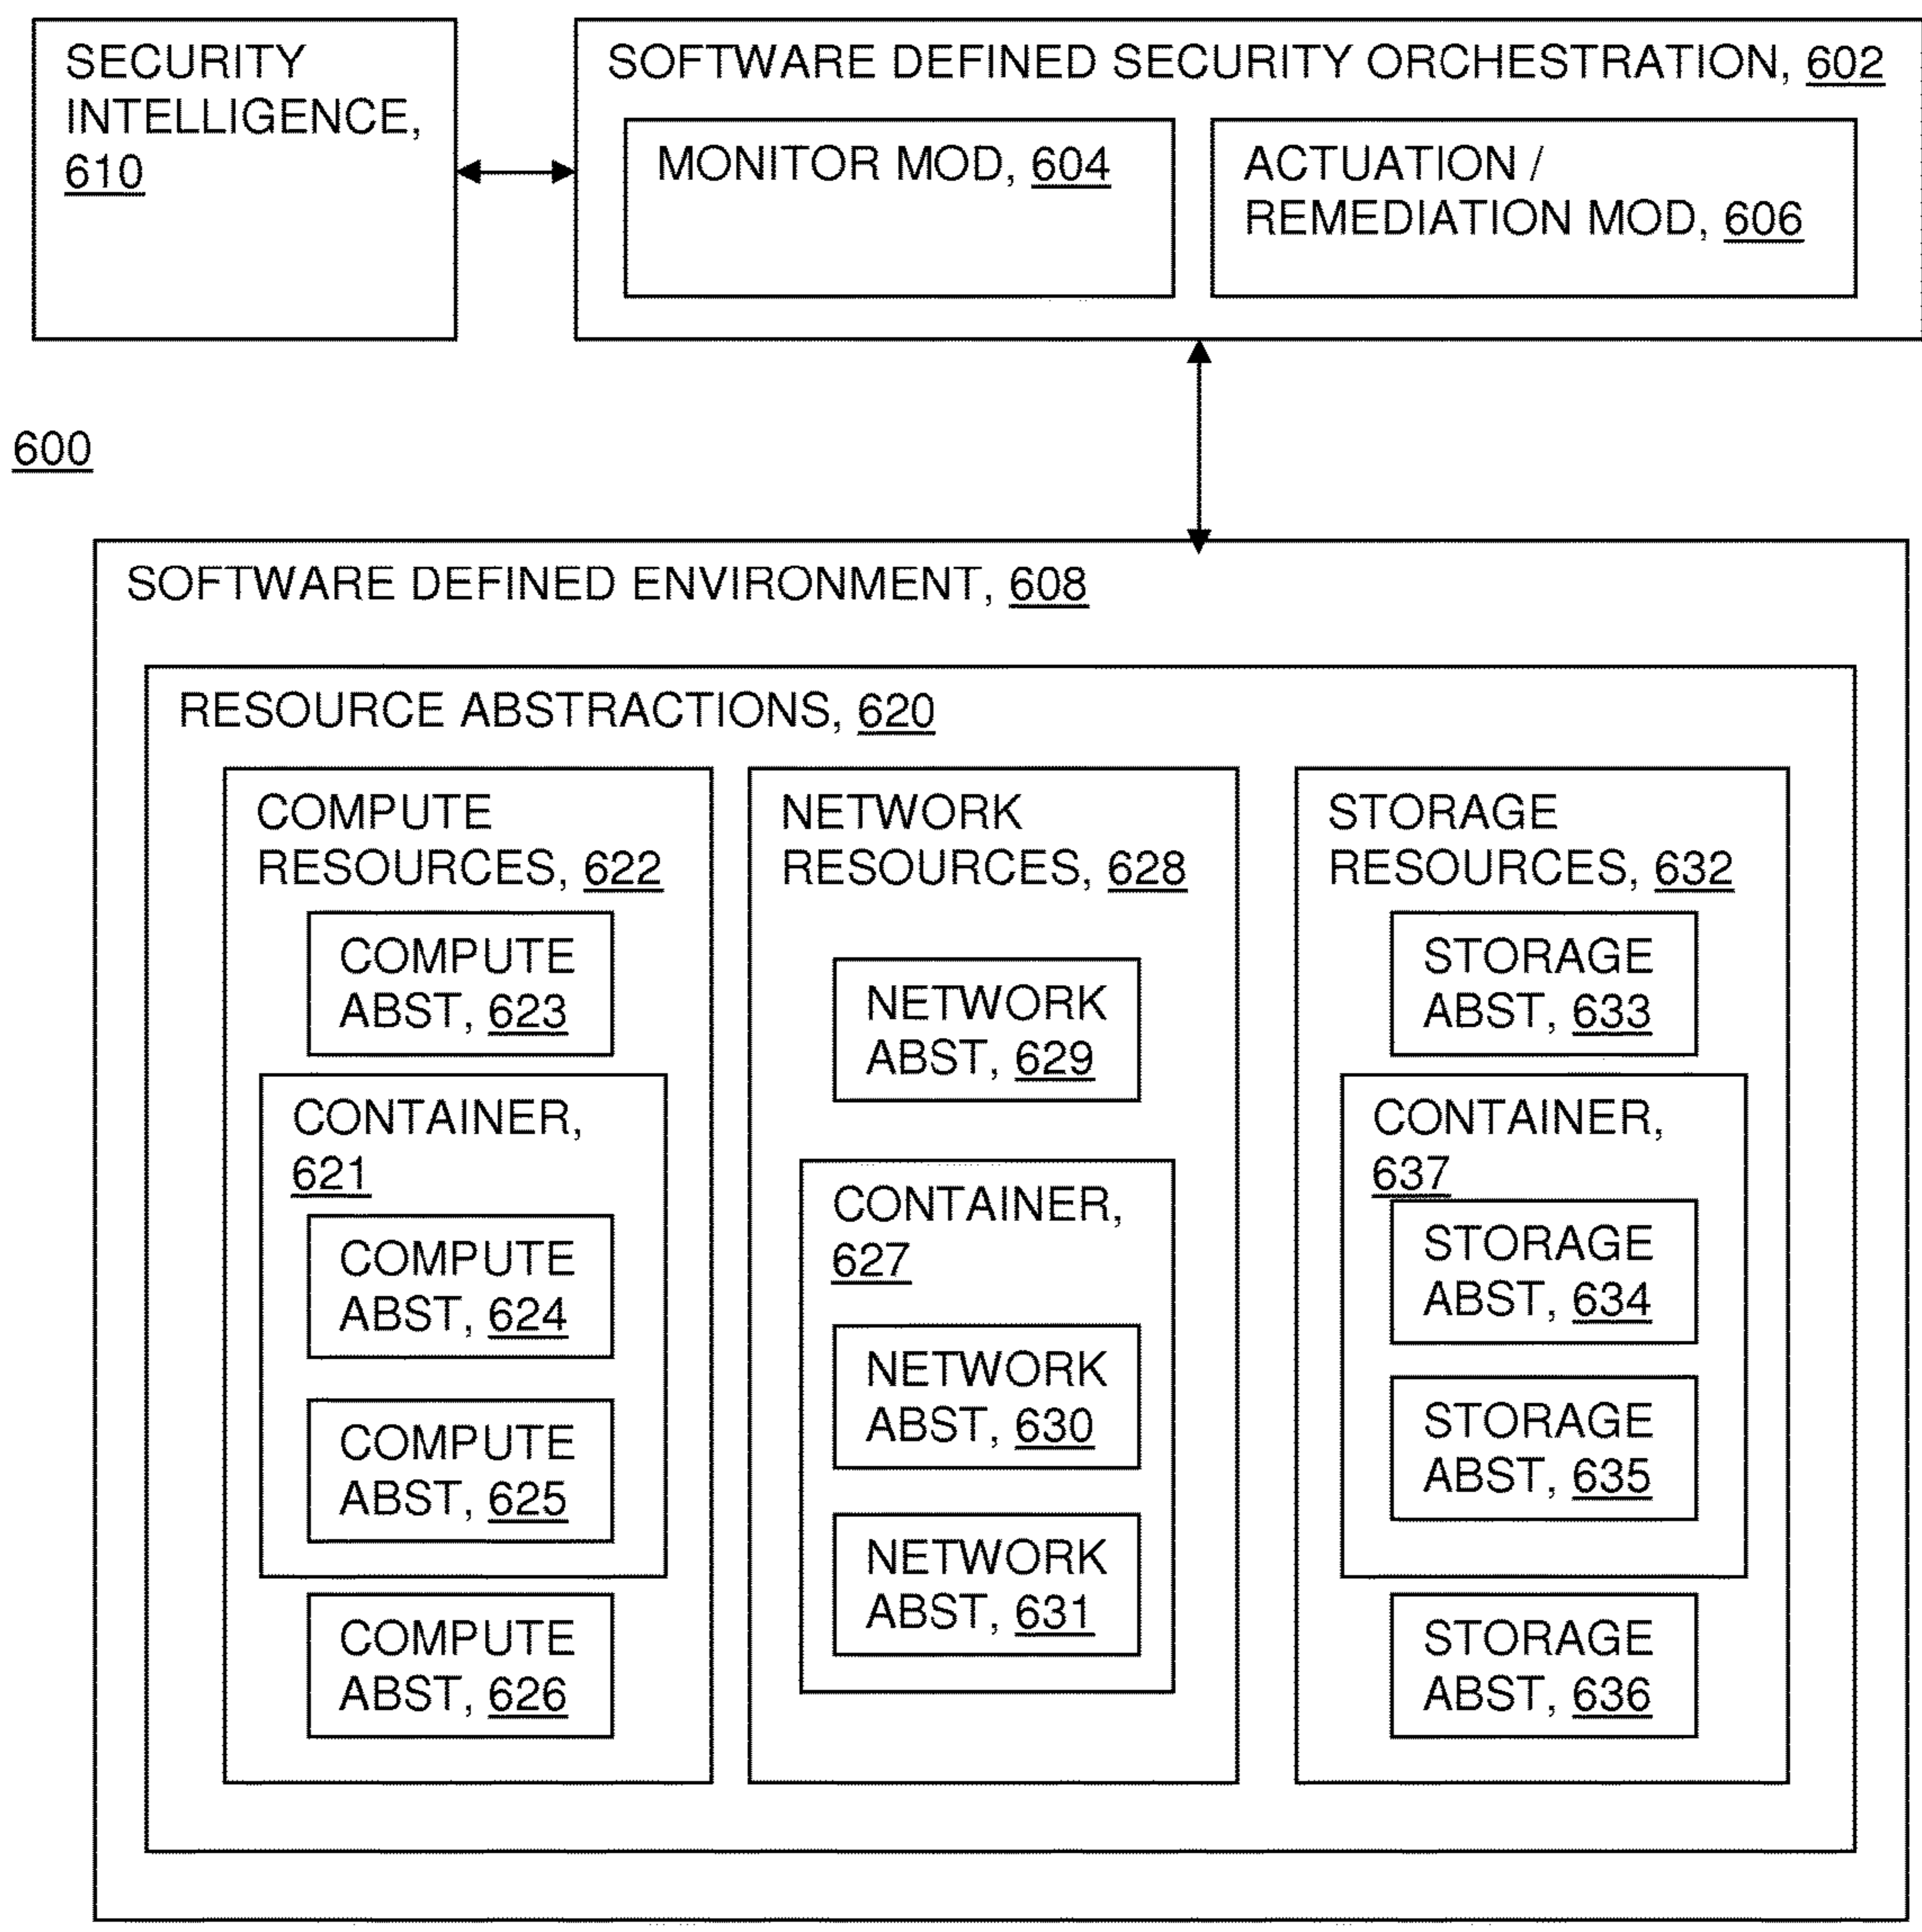 SECURITY
INTELLIGENCE,
610
SOFTWARE DEFINED SECURITY ORCHESTRATION, 602
MONITOR MOD, 604
ACTUATION /
REMEDIATION MOD, 606
600
SOFTWARE DEFINED ENVIRONMENT, 608
RESOURCE ABSTRACTIONS, 620
COMPUTE
RESOURCES, 622
COMPUTE
ABST, 623
CONTAINER,
621
COMPUTE
ABST, 624
COMPUTE
ABST, 625
COMPUTE
ABST, 626
NETWORK
RESOURCES, 628
NETWORK
ABST, 629
CONTAINER,
627
NETWORK
ABST, 630
NETWORK
ABST, 631
STORAGE
RESOURCES, 632
STORAGE
ABST, 633
CONTAINER,
637
STORAGE
ABST, 634
STORAGE
ABST, 635
STORAGE
ABST, 636